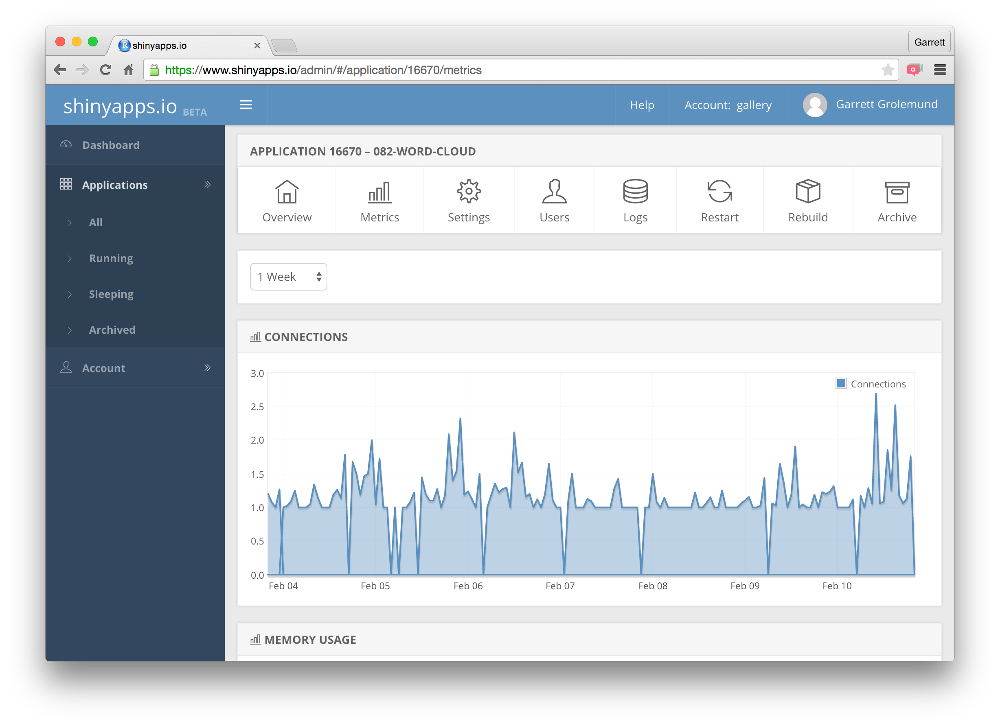 shinyapps.io
Garrett
https://www.shinyapps.io/admin/#/application/16670/metrics
a
shinyapps.io BETA
Help
Account: gallery
Garrett Grolemund
Dashboard
Applications
All
Running
Sleeping
Archived
Account
APPLICATION 16670 – 082-WORD-CLOUD
Overview
Metrics
Settings
Users
Logs
Restart
Rebuild
Archive
1 Week
CONNECTIONS
3.0
2.5
2.0
1.5
1.0
0.5
0.0
Connections
Feb 04
Feb 05
Feb 06
Feb 07
Feb 08
Feb 09
Feb 10
MEMORY USAGE